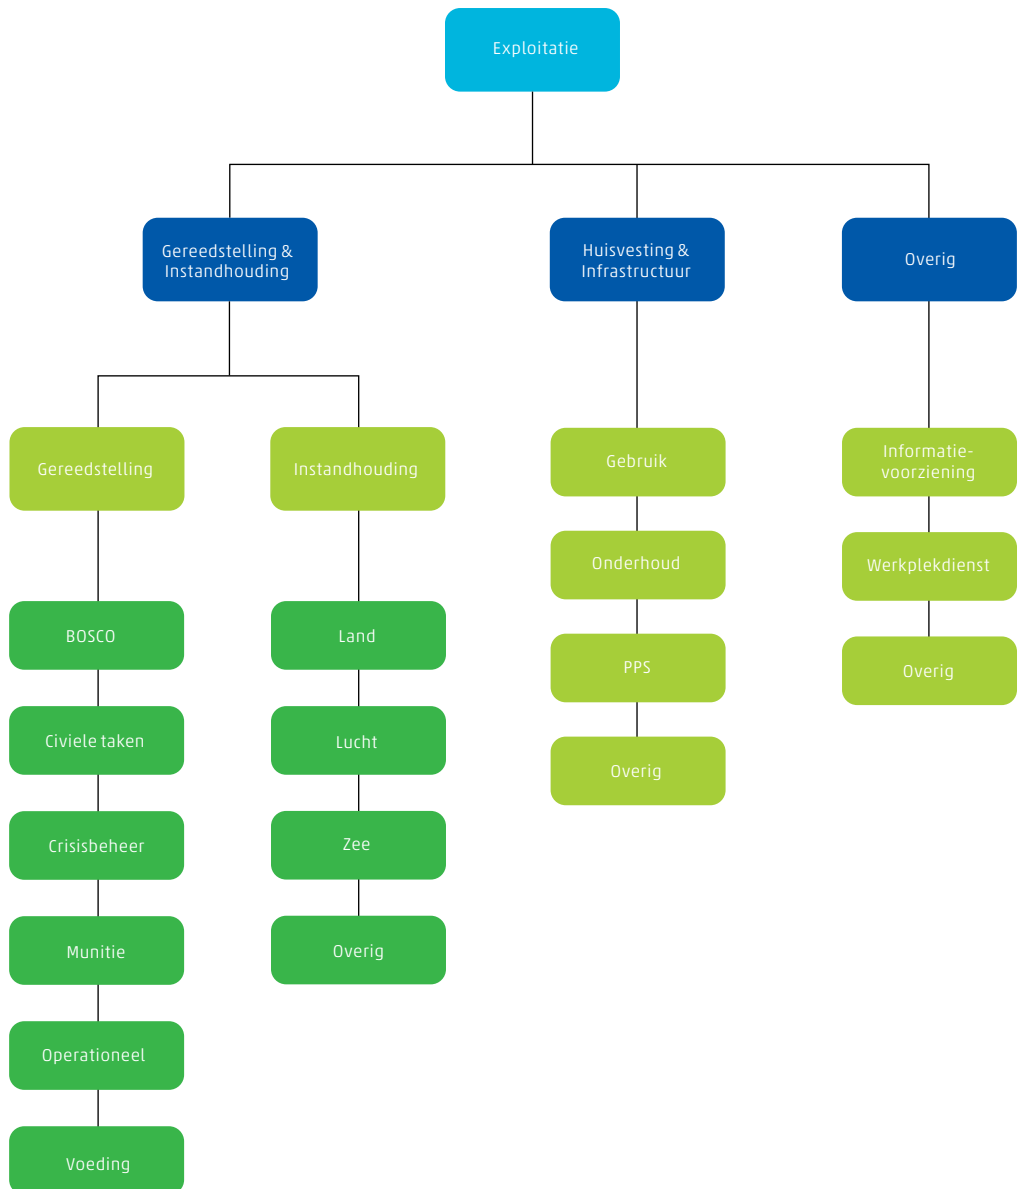 Exploitatie
Gereedstelling &
Instandhouding
Huisvesting &
Infrastructuur
Overig
Gereedstelling
Instandhouding
Gebruik
Onderhoud
PPS
Overig
Informatie-
voorziening
Werkplekdienst
Overig
BOSCO
Civiele taken
Crisisbeheer
Munitie
Operationeel
Voeding
Land
Lucht
Zee
Overig